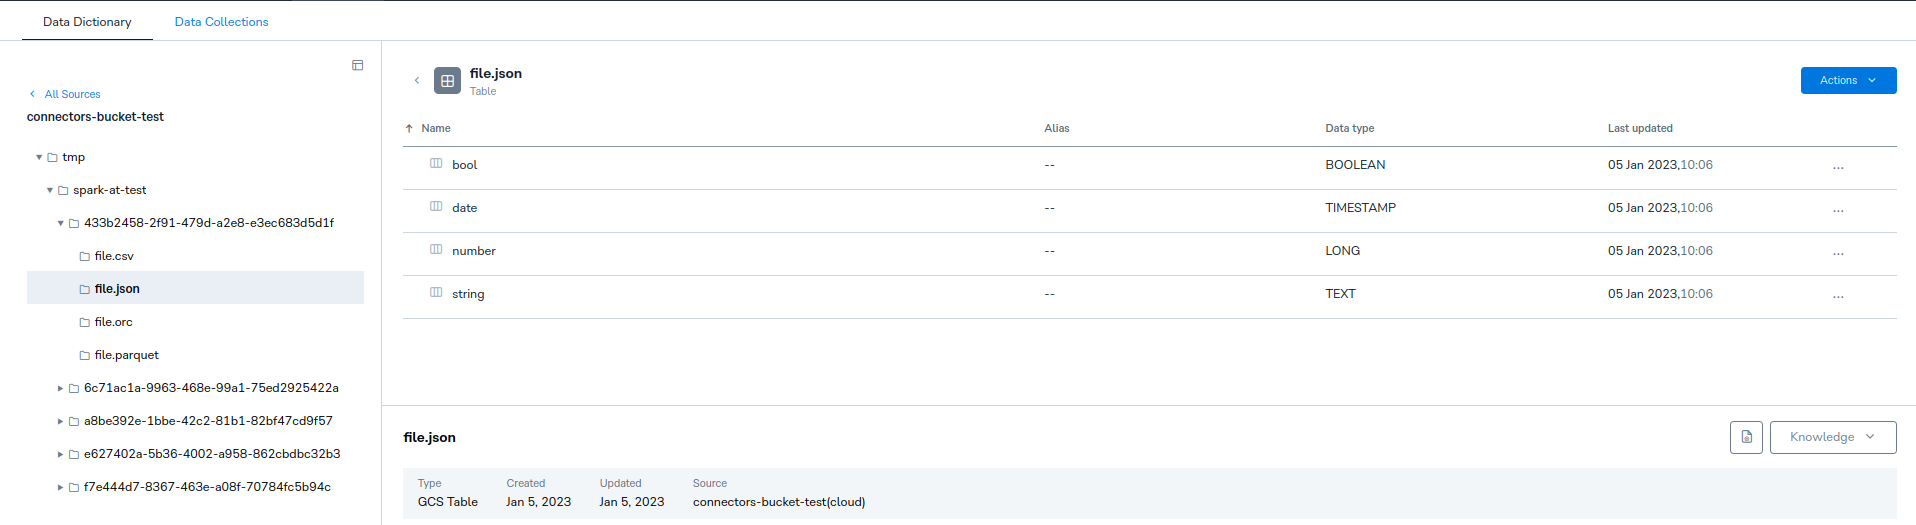 Data Dictionary
Data Collections
All Sources
connectors-bucket-test
tmp
spark-at-test
433b2458-2f91-479d-a2e8-e3ec683d5d1f
file.csv
file.json
file.orc
file.parquet
6c71ac1a-9963-468e-99a1-75ed2925422a
a8be392e-1bbe-42c2-81b1-82bf47cd9f57
e627402a-5b36-4002-a958-862cbdbc32b3
f7e444d7-8367-463e-a08f-70784fc5b94c
file.json
Table
Actions
Name Alias Data type Last updated
bool -- BOOLEAN 05 Jan 2023,10:06 ...
date -- TIMESTAMP 05 Jan 2023,10:06 ...
number -- LONG 05 Jan 2023,10:06 ...
string -- TEXT 05 Jan 2023,10:06 ...
file.json
Knowledge
Type Created Updated Source
GCS Table Jan 5, 2023 Jan 5, 2023 connectors-bucket-test(cloud)